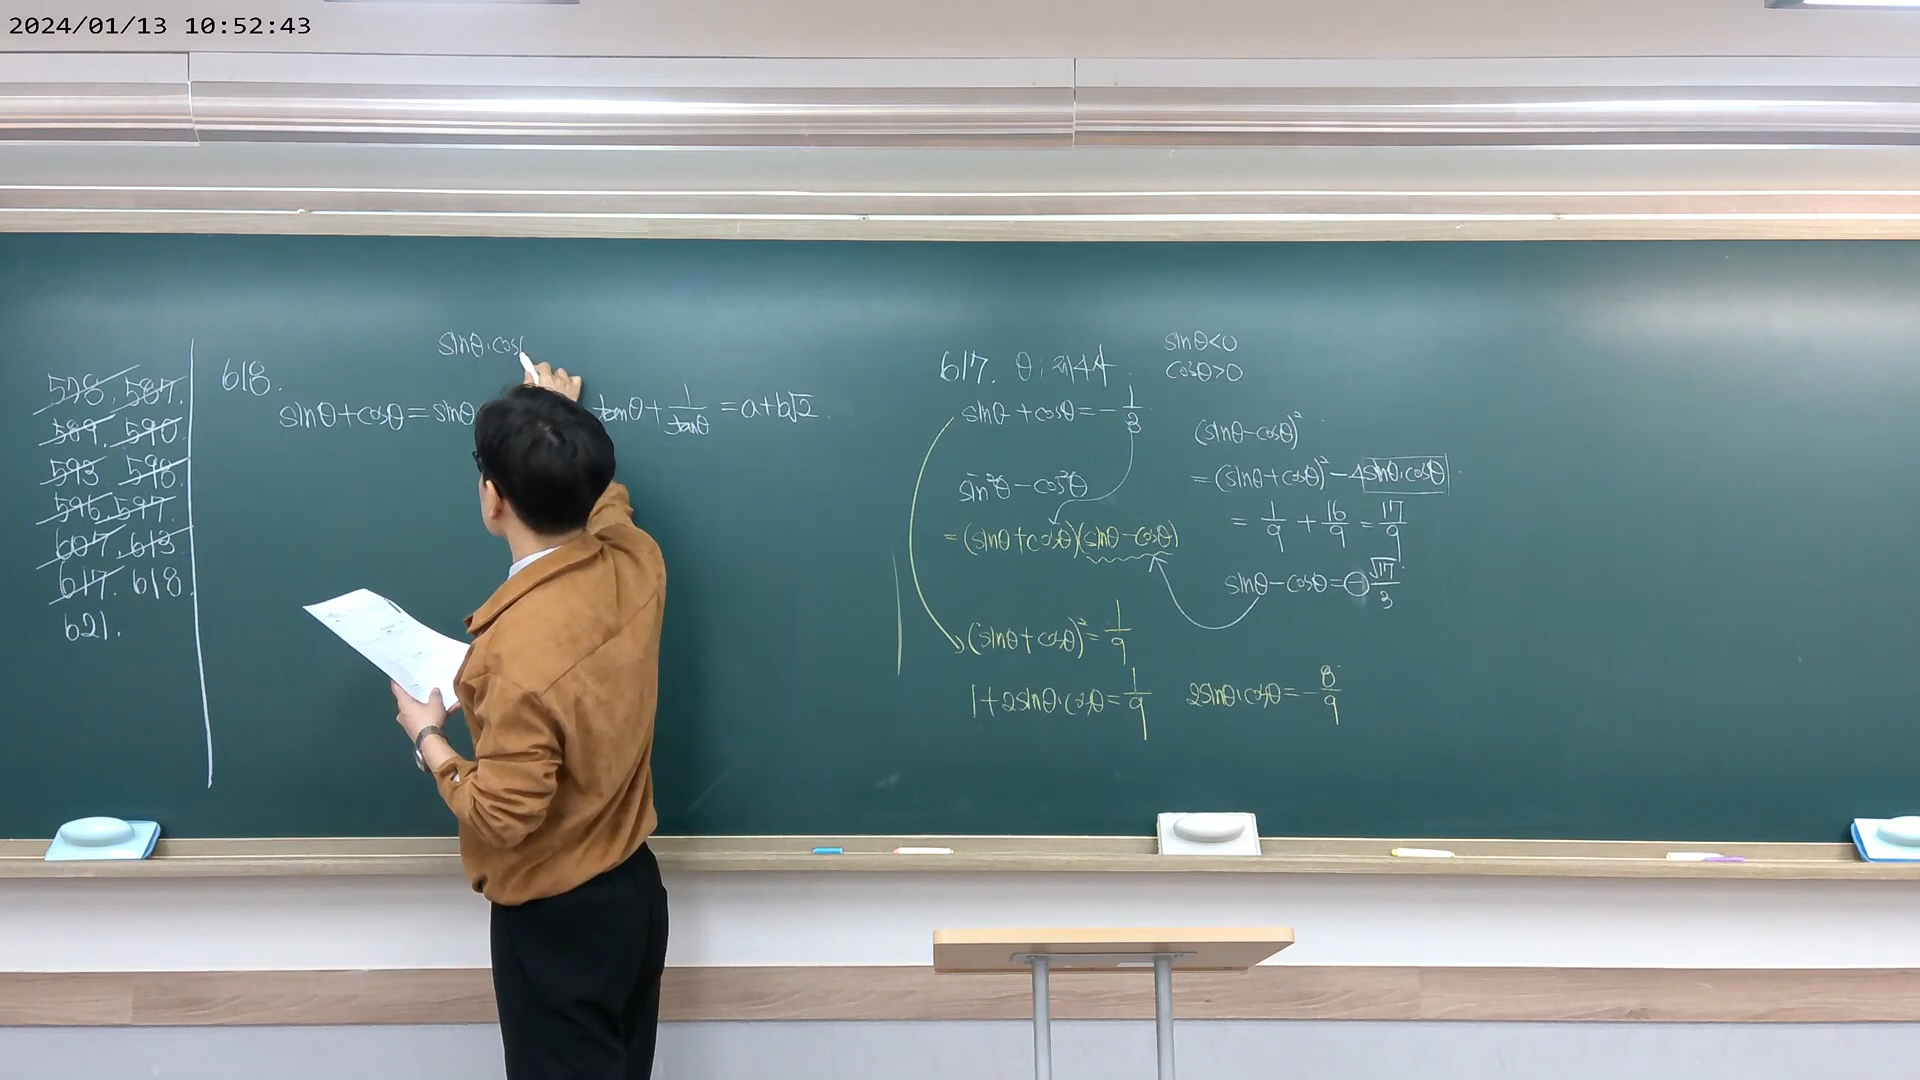 2024/01/13 10:52:43
578. 587.
589. 590
593 598
596. 597.
607. 613
617. 618
621.
618.
sinθ·cos
sinθ+cosθ=sinθ
tanθ+1/tanθ=a+b√2.
617. θ: 제4사
sinθ<0
cosθ>0
sinθ+cosθ=-1/3
sin²θ-cos²θ
=(sinθ+cosθ)(sinθ-cosθ)
(sinθ+cosθ)²=1/9
1+2sinθ·cosθ=1/9 2sinθ·cosθ=-8/9
(sinθ-cosθ)²
=(sinθ+cosθ)²-4sinθ·cosθ
=1/9+16/9=17/9
sinθ-cosθ=-√17/3